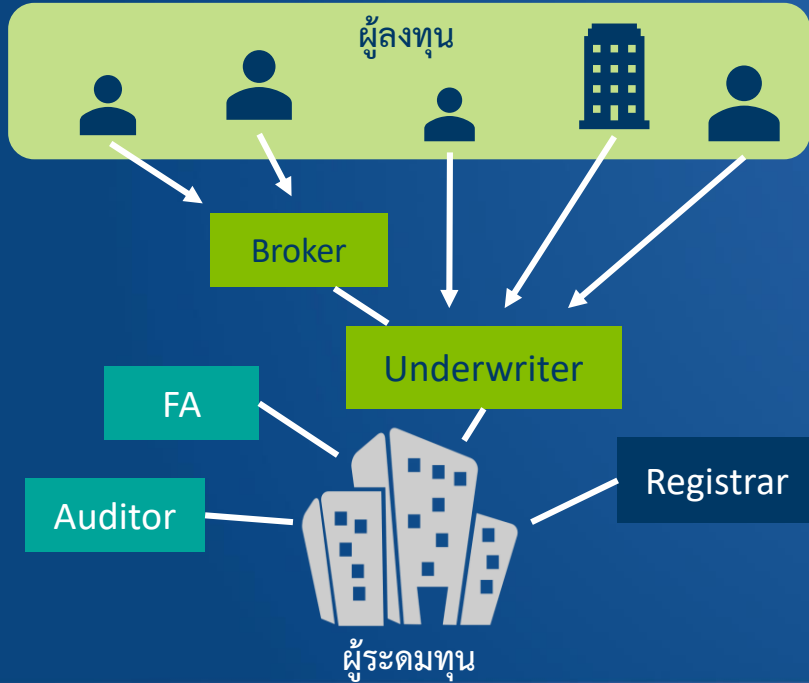 ผู้ลงทุน
Broker
Underwriter
FA
Registrar
Auditor
ผู้ระดมทุน